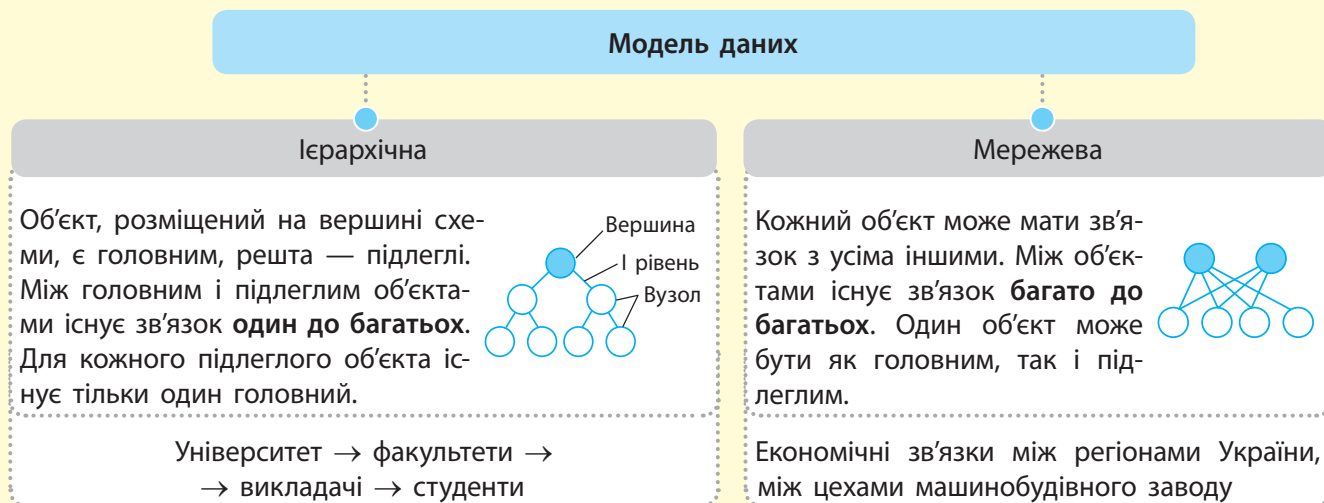 Модель даних
Ієрархічна
Об’єкт, розміщений на вершині схе-
ми, є головним, решта — підлеглі.
Між головним і підлеглим об’єкта-
ми існує зв’язок один до багатьох.
Для кожного підлеглого об’єкта іс-
нує тільки один головний.
Вершина
І рівень
Вузол
Університет → факультети →
→ викладачі → студенти
Мережева
Кожний об’єкт може мати зв’я-
зок з усіма іншими. Між об’єк-
тами існує зв’язок багато до
багатьох. Один об’єкт може
бути як головним, так і під-
леглим.
Економічні зв’язки між регіонами України,
між цехами машинобудівного заводу